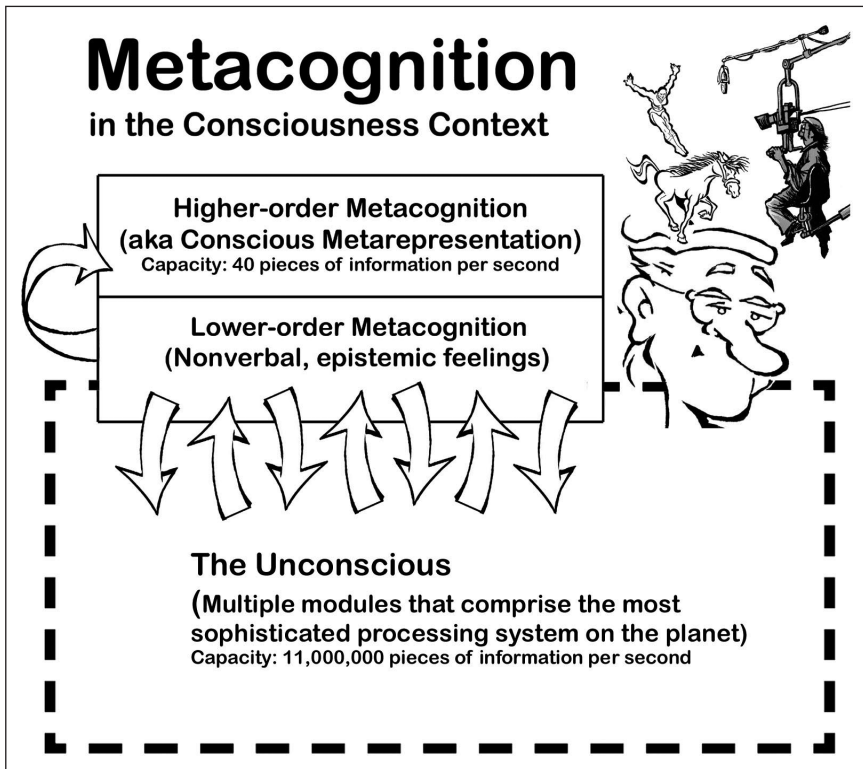 Metacognition
in the Consciousness Context
Higher-order Metacognition
(aka Conscious Metarepresentation)
Capacity: 40 pieces of information per second
Lower-order Metacognition
(Nonverbal, epistemic feelings)
The Unconscious
(Multiple modules that comprise the most
sophisticated processing system on the planet)
Capacity: 11,000,000 pieces of information per second